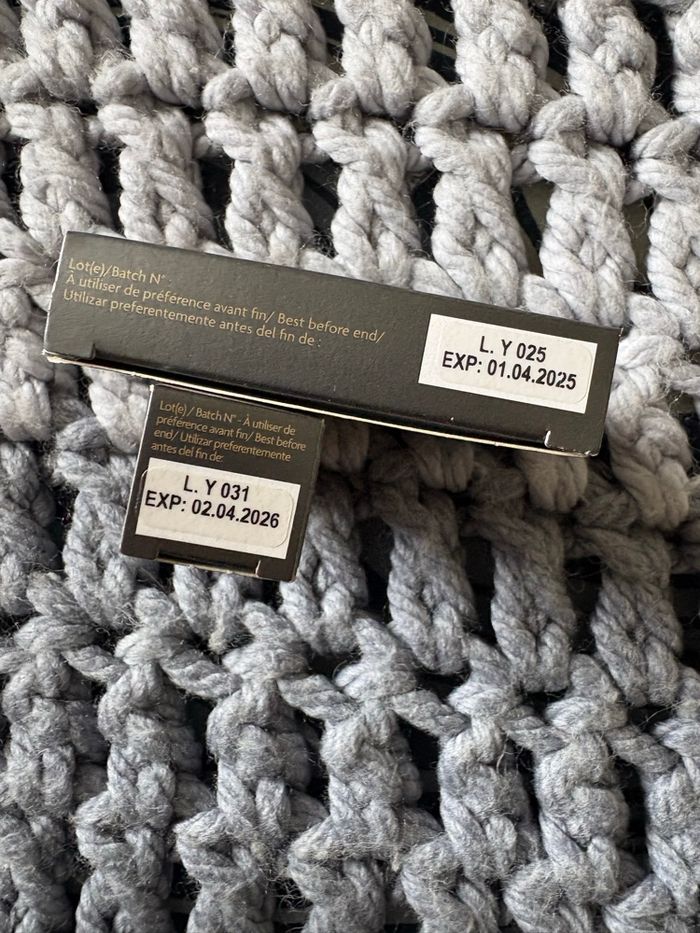 Lot(e)/Batch N° :
À utiliser de préférence avant fin/ Best before end/
Utilizar preferentemente antes del fin de :
L. Y 025
EXP: 01.04.2025
Lot(e)/ Batch N° - À utiliser de
préférence avant fin/ Best before
end/ Utilizar preferentemente
antes del fin de:
L. Y 031
EXP: 02.04.2026